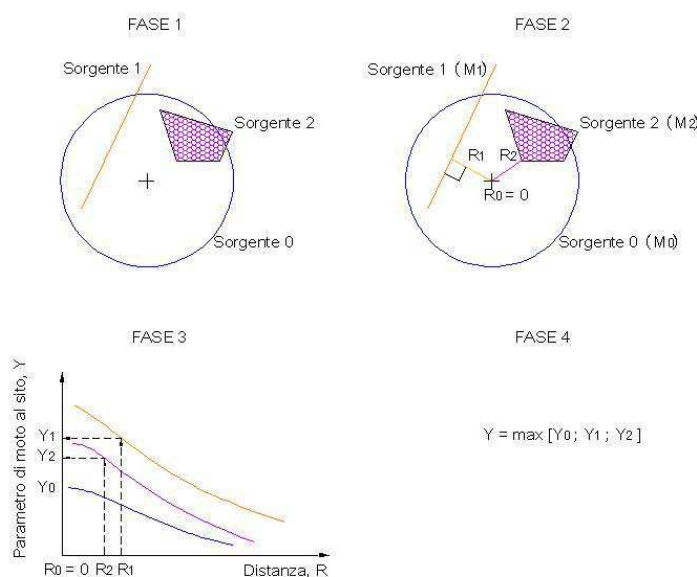 FASE 1
Sorgente 1
Sorgente 2
Sorgente 0
FASE 2
Sorgente 1 (M1)
Sorgente 2 (M2)
R1
R2
R0 = 0
Sorgente 0 (M0)
FASE 3
Parametro di moto al sito, Y
Y1
Y2
Y0
R0 = 0 R2 R1
Distanza, R
FASE 4
Y = max [Y0 ; Y1 ; Y2 ]